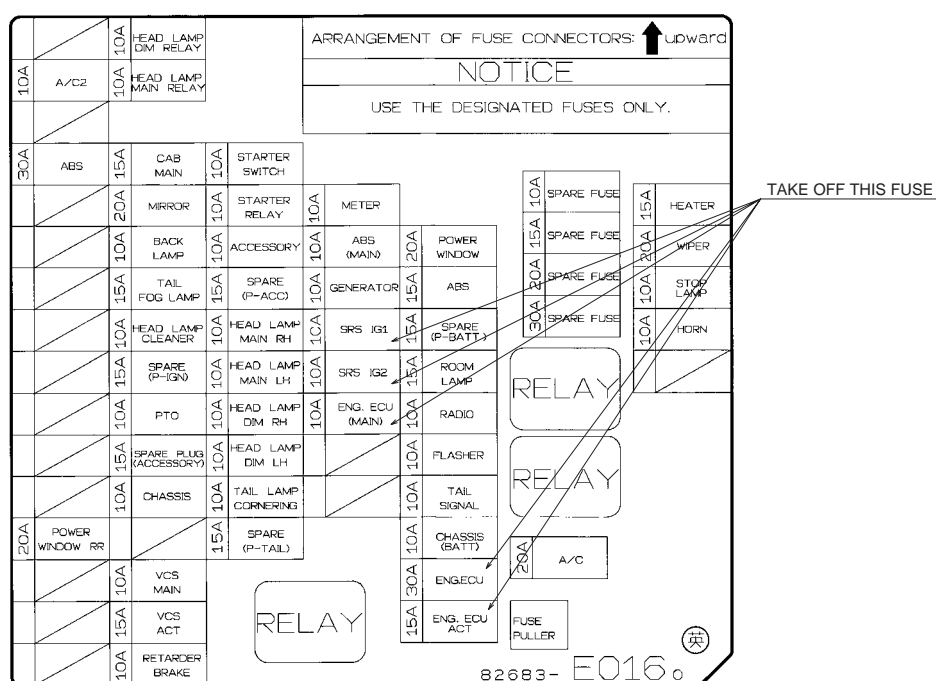 10A HEAD LAMP
DIM RELAY
10A A/C2
10A HEAD LAMP
MAIN RELAY
ARRANGEMENT OF FUSE CONNECTORS: upward
NOTICE
USE THE DESIGNATED FUSES ONLY.
30A ABS
15A CAB
MAIN
10A STARTER
SWITCH
20A MIRROR
10A STARTER
RELAY
10A METER
10A BACK
LAMP
10A ACCESSORY
10A ABS
(MAIN)
20A POWER
WINDOW
15A TAIL
FOG LAMP
15A SPARE
(P-ACC)
10A GENERATOR
15A ABS
10A HEAD LAMP
CLEANER
10A HEAD LAMP
MAIN RH
10A SRS IG1
15A SPARE
(P-BATT)
15A SPARE
(P-IGN)
10A HEAD LAMP
MAIN LH
10A SRS IG2
15A ROOM
LAMP
10A PTO
10A HEAD LAMP
DIM RH
10A ENG. ECU
(MAIN)
10A RADIO
15A SPARE PLUG
(ACCESSORY)
10A HEAD LAMP
DIM LH
10A FLASHER
10A CHASSIS
10A TAIL LAMP
CORNERING
10A TAIL
SIGNAL
20A POWER
WINDOW RR
15A SPARE
(P-TAIL)
10A CHASSIS
(BATT)
10A VCS
MAIN
30A ENG.ECU
15A VCS
ACT
15A ENG. ECU
ACT
10A RETARDER
BRAKE
10A SPARE FUSE
15A SPARE FUSE
20A SPARE FUSE
30A SPARE FUSE
15A HEATER
20A WIPER
10A STOP
LAMP
10A HORN
TAKE OFF THIS FUSE
RELAY
RELAY
20A A/C
RELAY
FUSE
PULLER
英
82683- E016 0